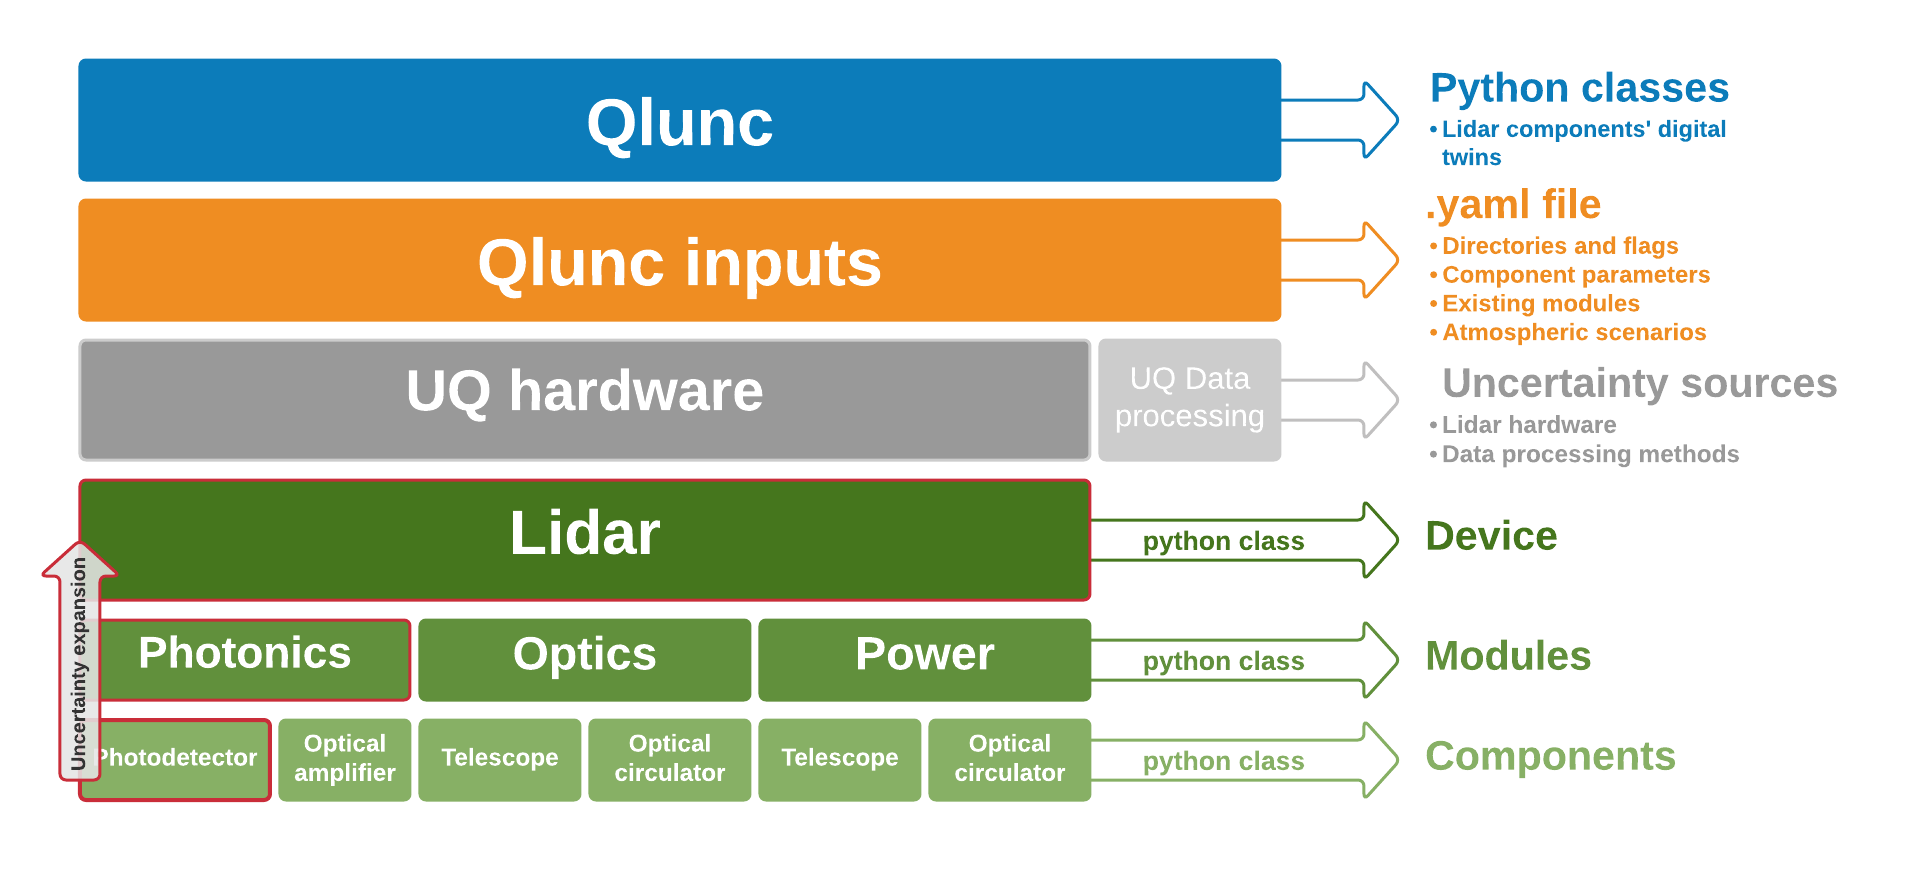 Qlunc
Python classes
• Lidar components' digital
twins
Qlunc inputs
.yaml file
• Directories and flags
• Component parameters
• Existing modules
• Atmospheric scenarios
UQ hardware
UQ Data
processing
Uncertainty sources
• Lidar hardware
• Data processing methods
Lidar
python class
Device
Uncertainty expansion
Photonics
Optics
Power
python class
Modules
Photodetector
Optical
amplifier
Telescope
Optical
circulator
Telescope
Optical
circulator
python class
Components